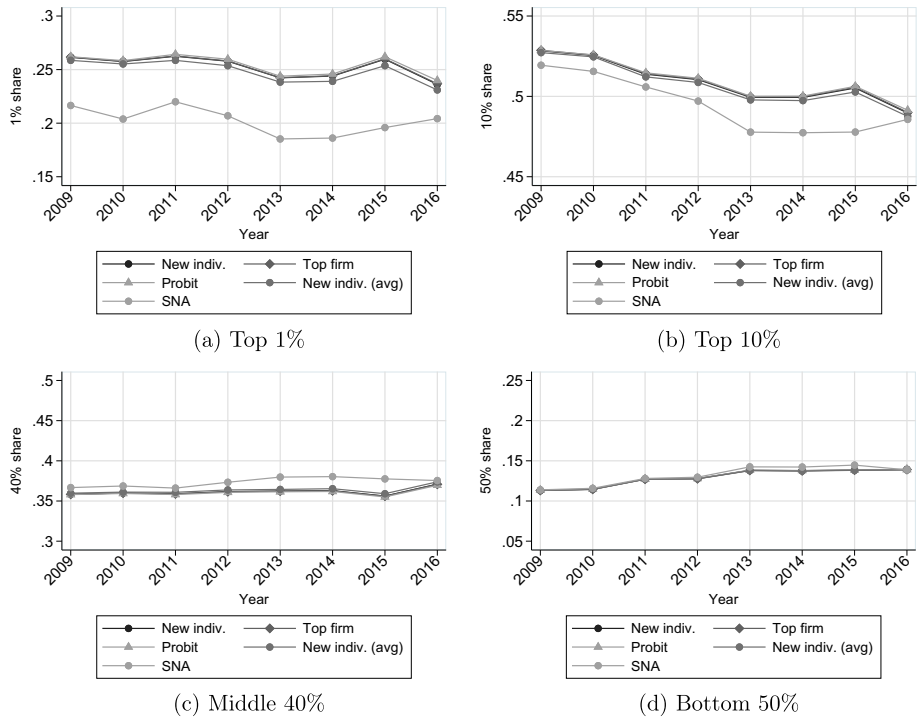 .3
.25
.2
.15
1% share
2009 2010 2011 2012 2013 2014 2015 2016
Year
New indiv. Top firm
Probit New indiv. (avg)
SNA
(a) Top 1%
.55
.5
.45
10% share
2009 2010 2011 2012 2013 2014 2015 2016
Year
New indiv. Top firm
Probit New indiv. (avg)
SNA
(b) Top 10%
.5
.45
.4
.35
.3
40% share
2009 2010 2011 2012 2013 2014 2015 2016
Year
New indiv. Top firm
Probit New indiv. (avg)
SNA
(c) Middle 40%
.25
.2
.15
.1
.05
50% share
2009 2010 2011 2012 2013 2014 2015 2016
Year
New indiv. Top firm
Probit New indiv. (avg)
SNA
(d) Bottom 50%